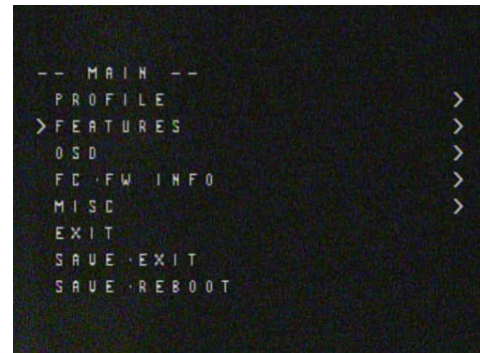 -- MAIN --
PROFILE >
>FEATURES >
OSD >
FC·FW INFO >
MISC >
EXIT
SAVE·EXIT
SAVE·REBOOT